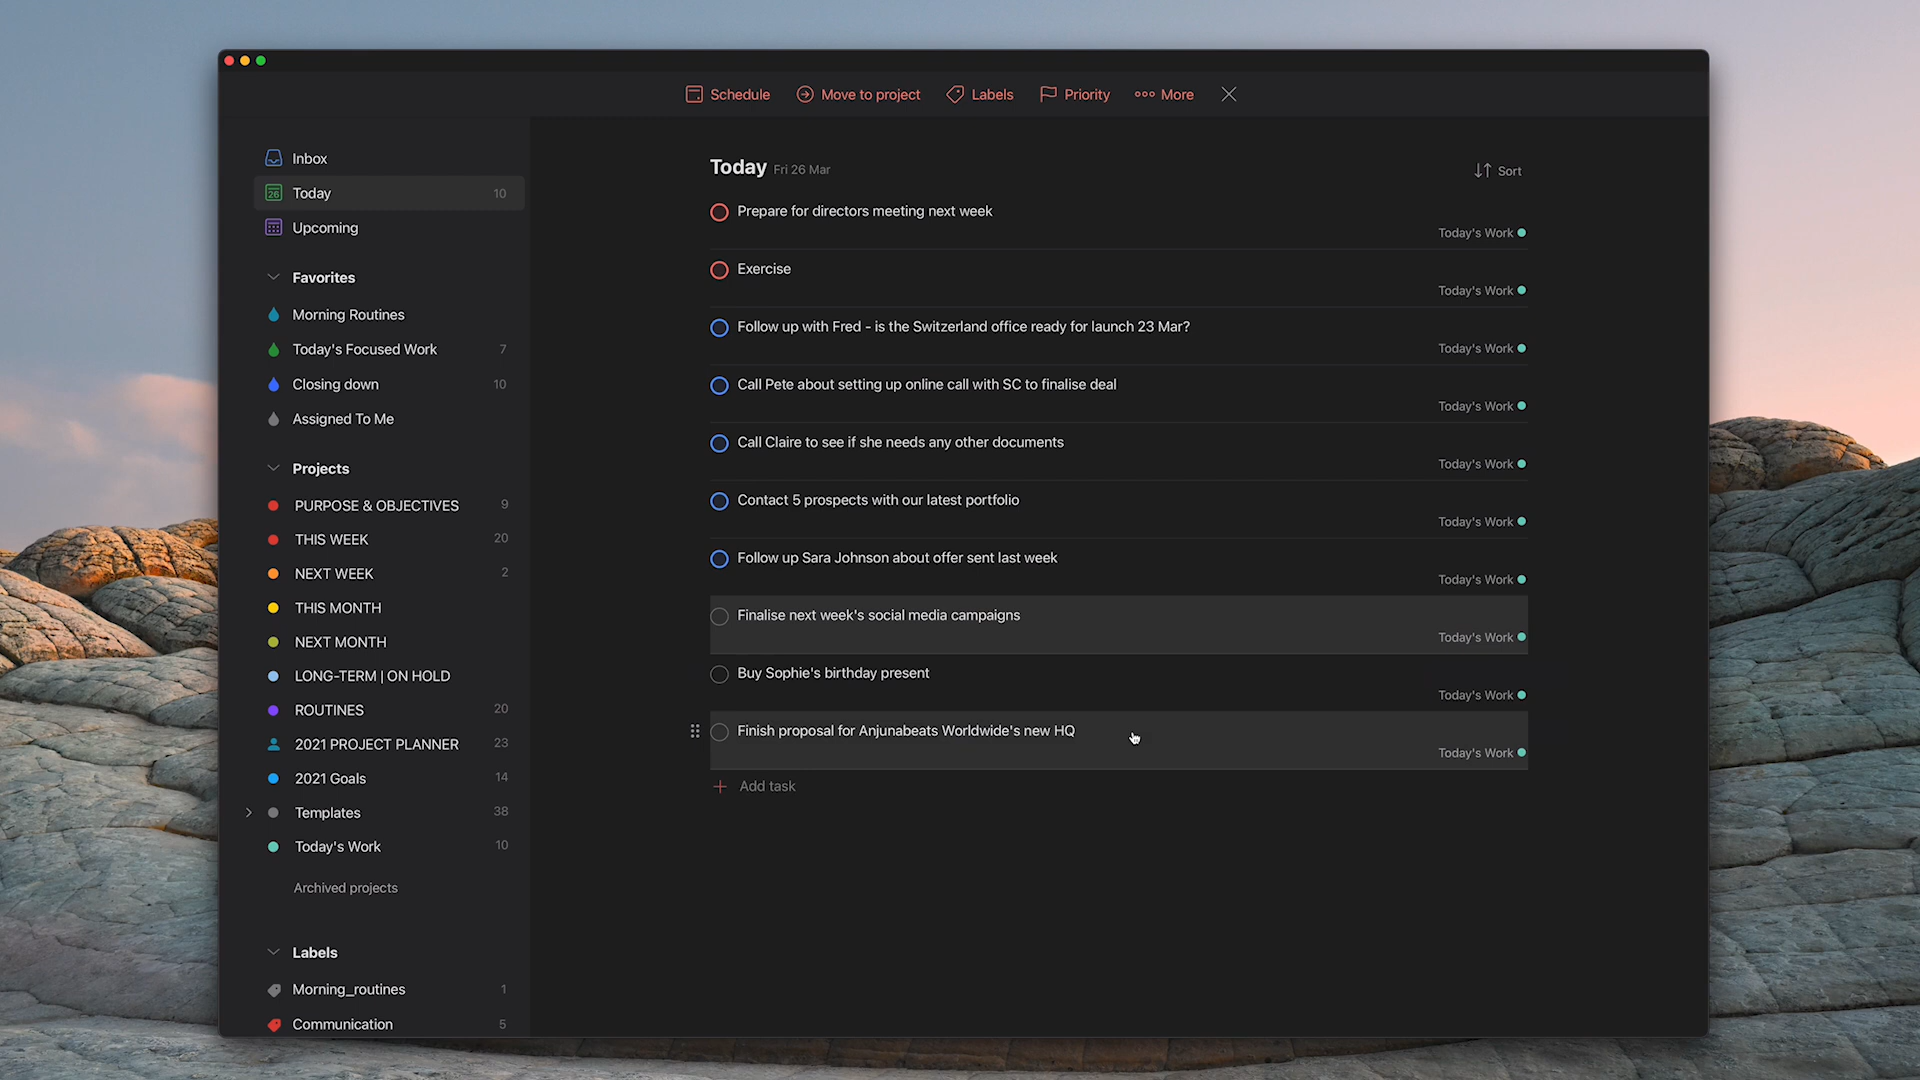 Schedule
Move to project
Labels
Priority
More
Inbox
26 Today 10
Upcoming
Favorites
Morning Routines
Today's Focused Work 7
Closing down 10
Assigned To Me
Projects
PURPOSE & OBJECTIVES 9
THIS WEEK 20
NEXT WEEK 2
THIS MONTH
NEXT MONTH
LONG-TERM | ON HOLD
ROUTINES 20
2021 PROJECT PLANNER 23
2021 Goals 14
Templates 38
Today's Work 10
Archived projects
Labels
Morning_routines 1
Communication 5
Today Fri 26 Mar
Sort
Prepare for directors meeting next week
Today's Work
Exercise
Today's Work
Follow up with Fred - is the Switzerland office ready for launch 23 Mar?
Today's Work
Call Pete about setting up online call with SC to finalise deal
Today's Work
Call Claire to see if she needs any other documents
Today's Work
Contact 5 prospects with our latest portfolio
Today's Work
Follow up Sara Johnson about offer sent last week
Today's Work
Finalise next week's social media campaigns
Today's Work
Buy Sophie's birthday present
Today's Work
Finish proposal for Anjunabeats Worldwide's new HQ
Today's Work
Add task